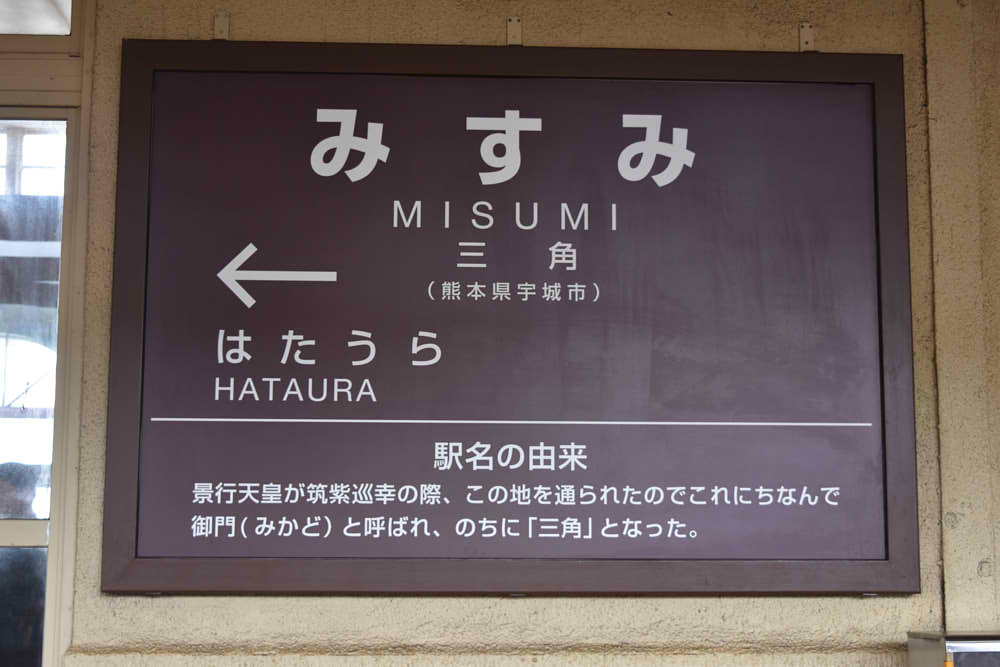 みすみ
MISUMI
三角
(熊本県宇城市)
←
はたうら
HATAURA
駅名の由来
景行天皇が筑紫巡幸の際、この地を通られたのでこれにちなんで
御門(みかど)と呼ばれ、のちに「三角」となった。